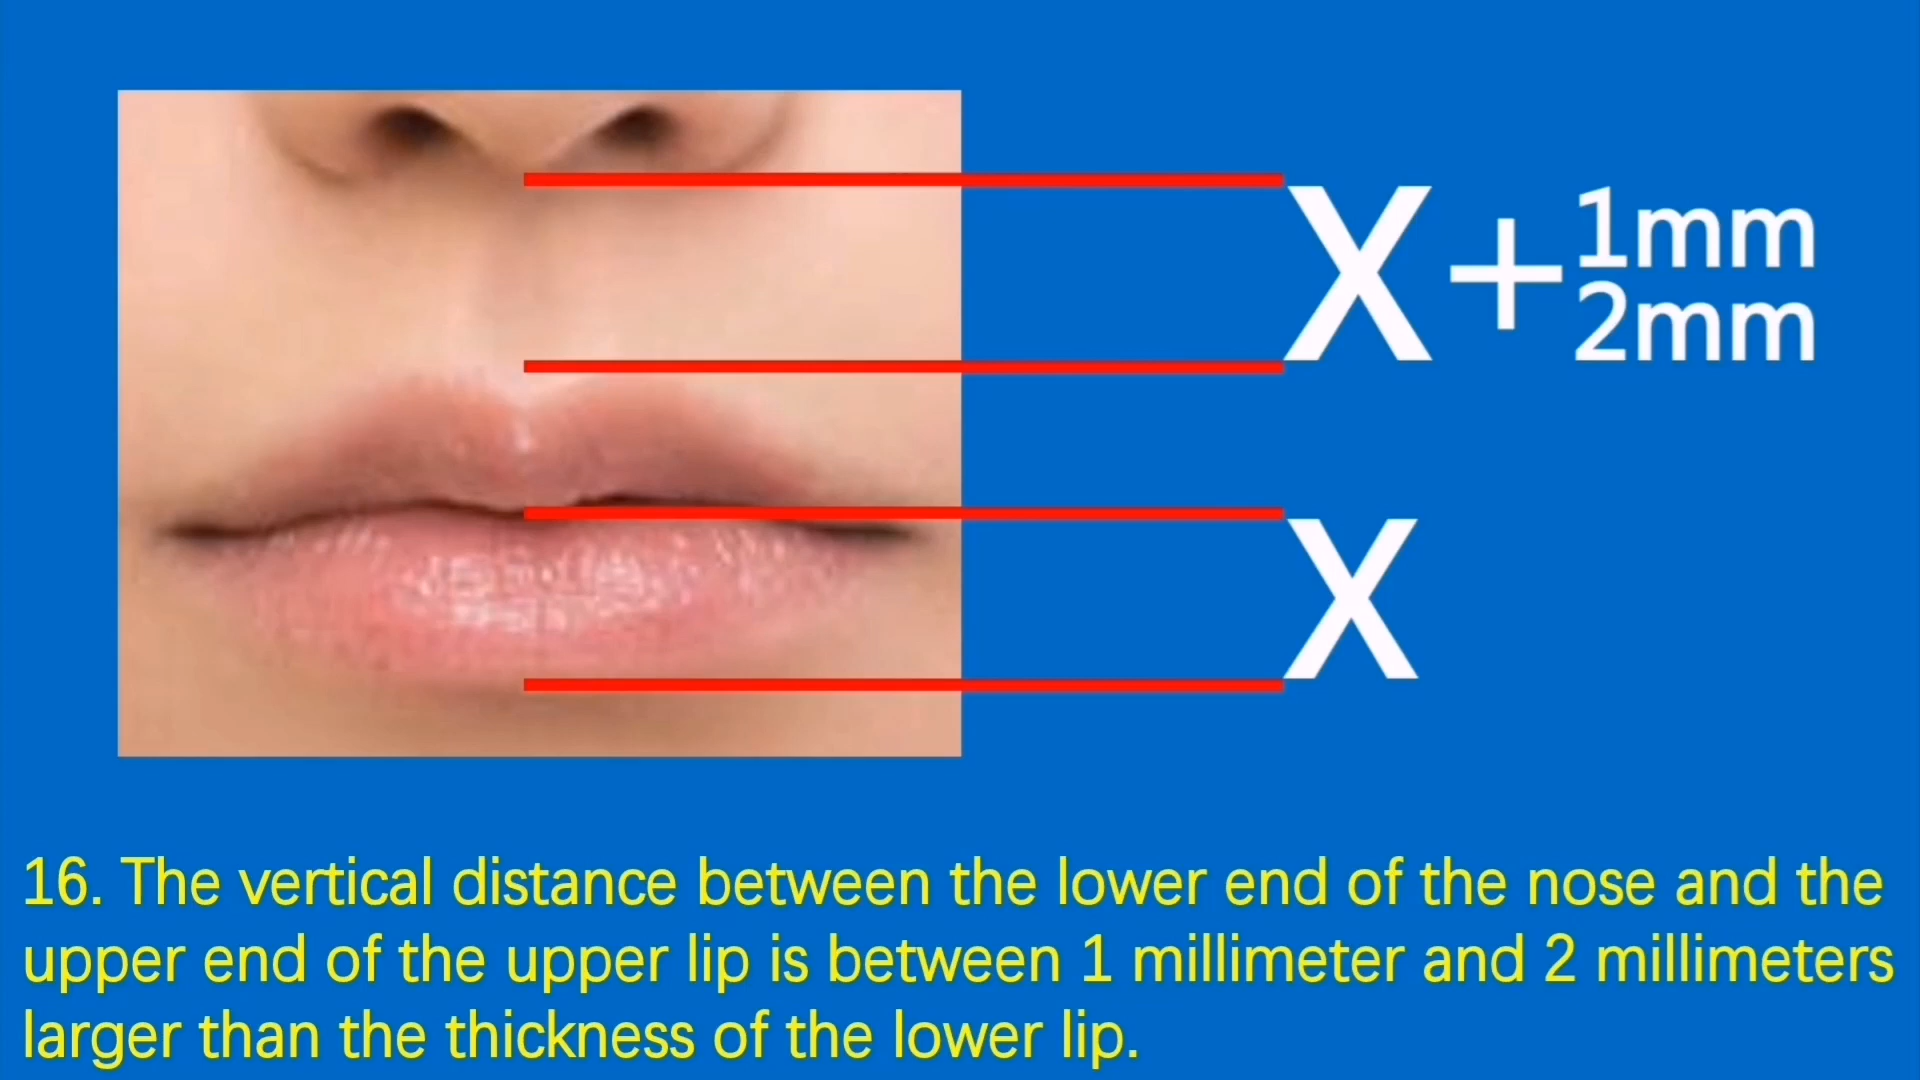 X+1mm
2mm
X
16. The vertical distance between the lower end of the nose and the
upper end of the upper lip is between 1 millimeter and 2 millimeters
larger than the thickness of the lower lip.